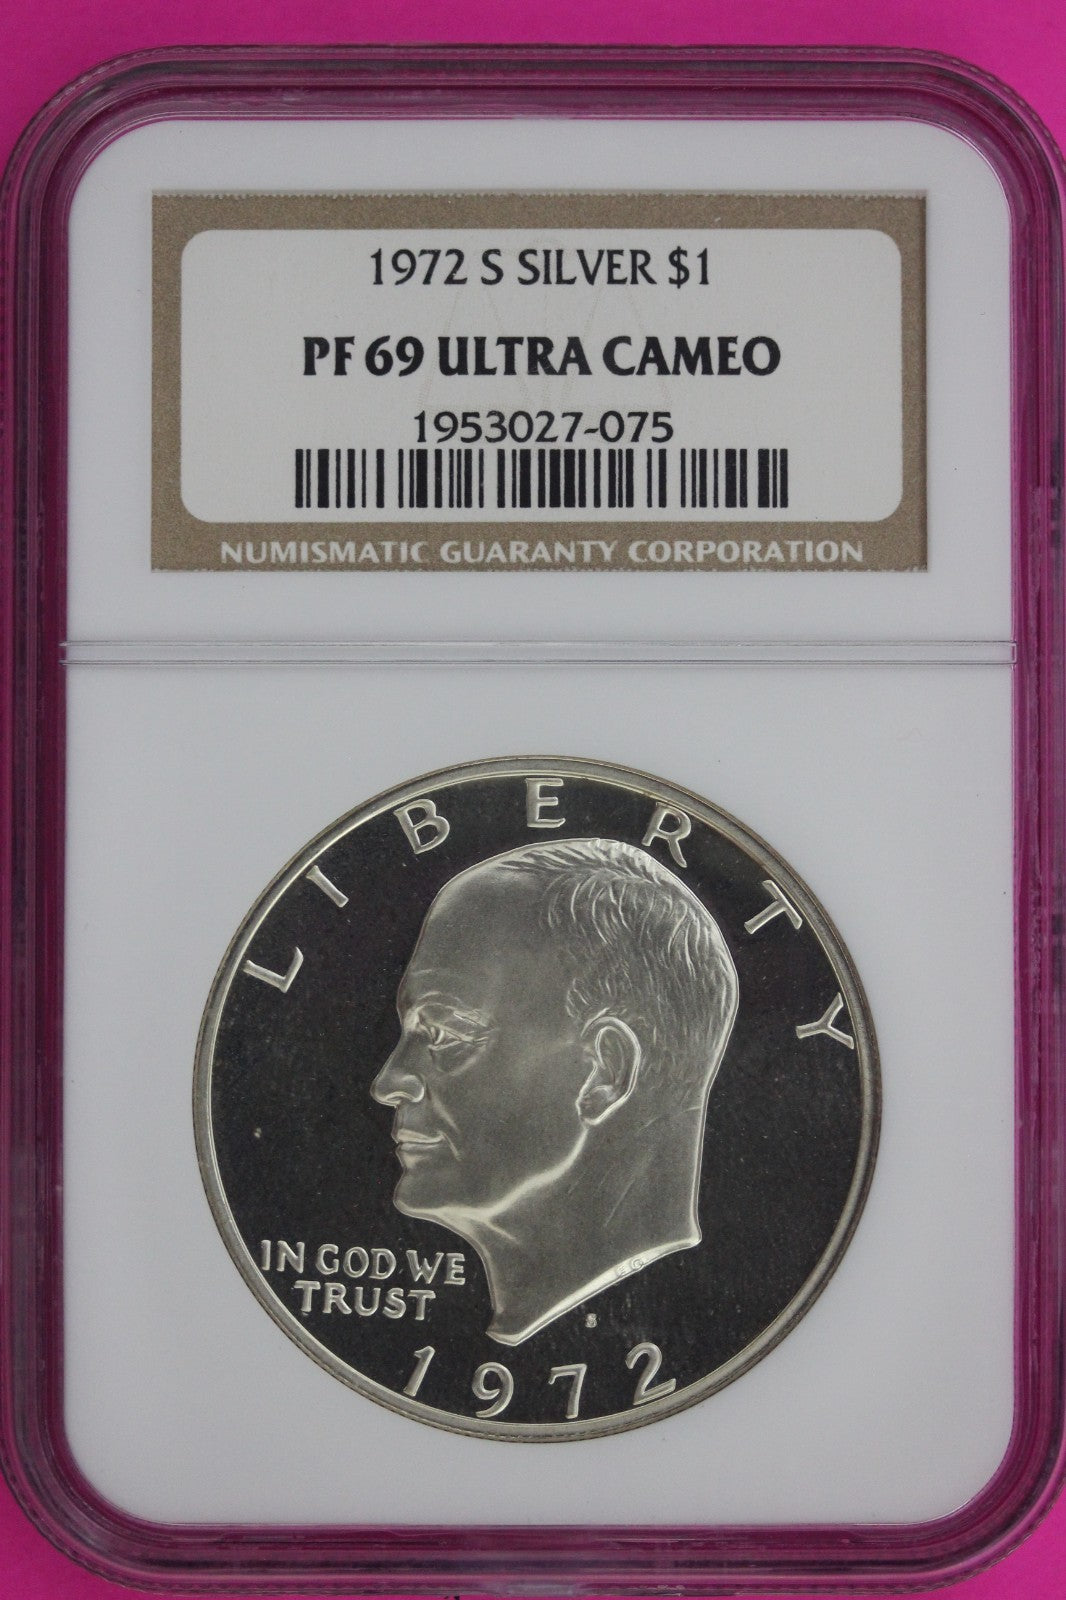 1972 S SILVER $1
PF 69 ULTRA CAMEO
1953027-075
NUMISMATIC GUARANTY CORPORATION
LIBERTY
IN GOD WE
TRUST
S
1972